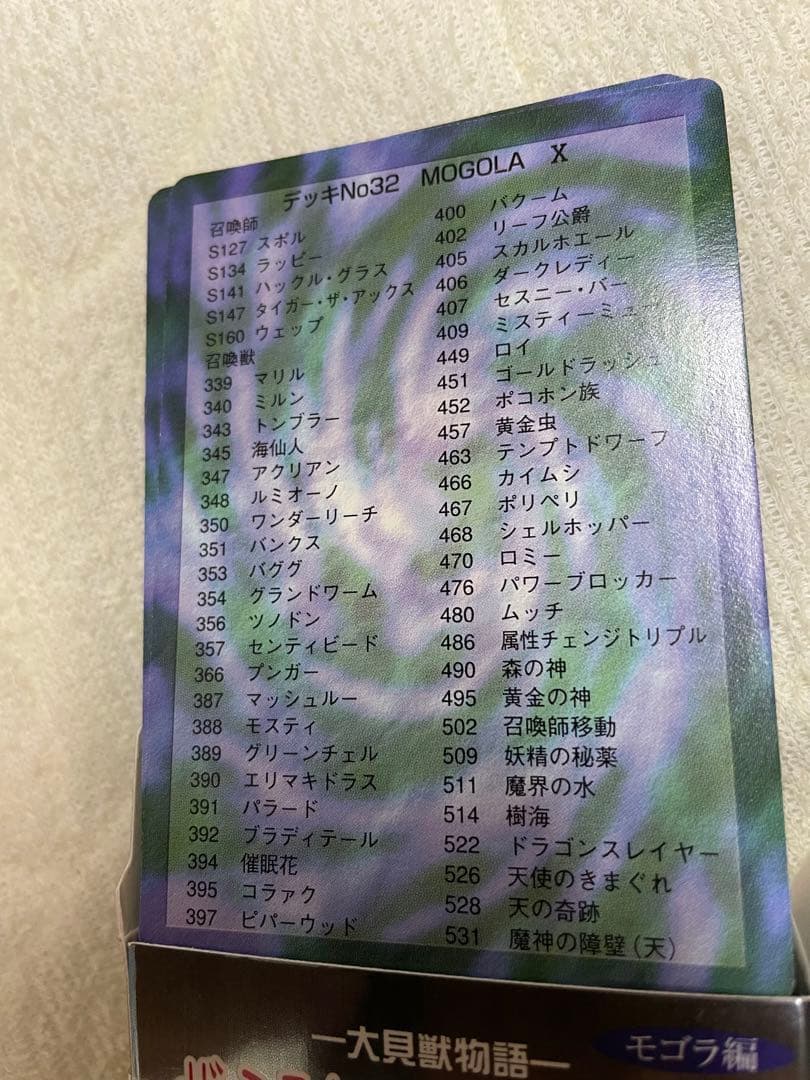 デッキNo32 MOGOLA X
召喚師
S127 スポル
S134 ラッピー
S141 ハックル・グラス
S147 タイガー・ザ・アックス
S160 ウェップ
召喚獣
339 マリル
340 ミルン
343 トンブラー
345 海仙人
347 アクリアン
348 ルミオーノ
350 ワンダーリーチ
351 バンクス
353 バググ
354 グランドワーム
356 ツノドン
357 センティビード
366 プンガー
387 マッシュルー
388 モスティ
389 グリーンチェル
390 エリマキドラス
391 パラード
392 ブラディテール
394 催眠花
395 コラァク
397 ピパーウッド
400 バクーム
402 リーフ公爵
405 スカルホエール
406 ダークレディー
407 セスニー・バー
409 ミスティーミュー
449 ロイ
451 ゴールドラッシュ
452 ポコホン族
457 黄金虫
463 テンプトドワーフ
466 カイムシ
467 ポリペリ
468 シェルホッパー
470 ロミー
476 パワーブロッカー
480 ムッチ
486 属性チェンジトリプル
490 森の神
495 黄金の神
502 召喚師移動
509 妖精の秘薬
511 魔界の水
514 樹海
522 ドラゴンスレイヤー
526 天使のきまぐれ
528 天の奇跡
531 魔神の障壁(天)
―大貝獣物語―
モゴラ編